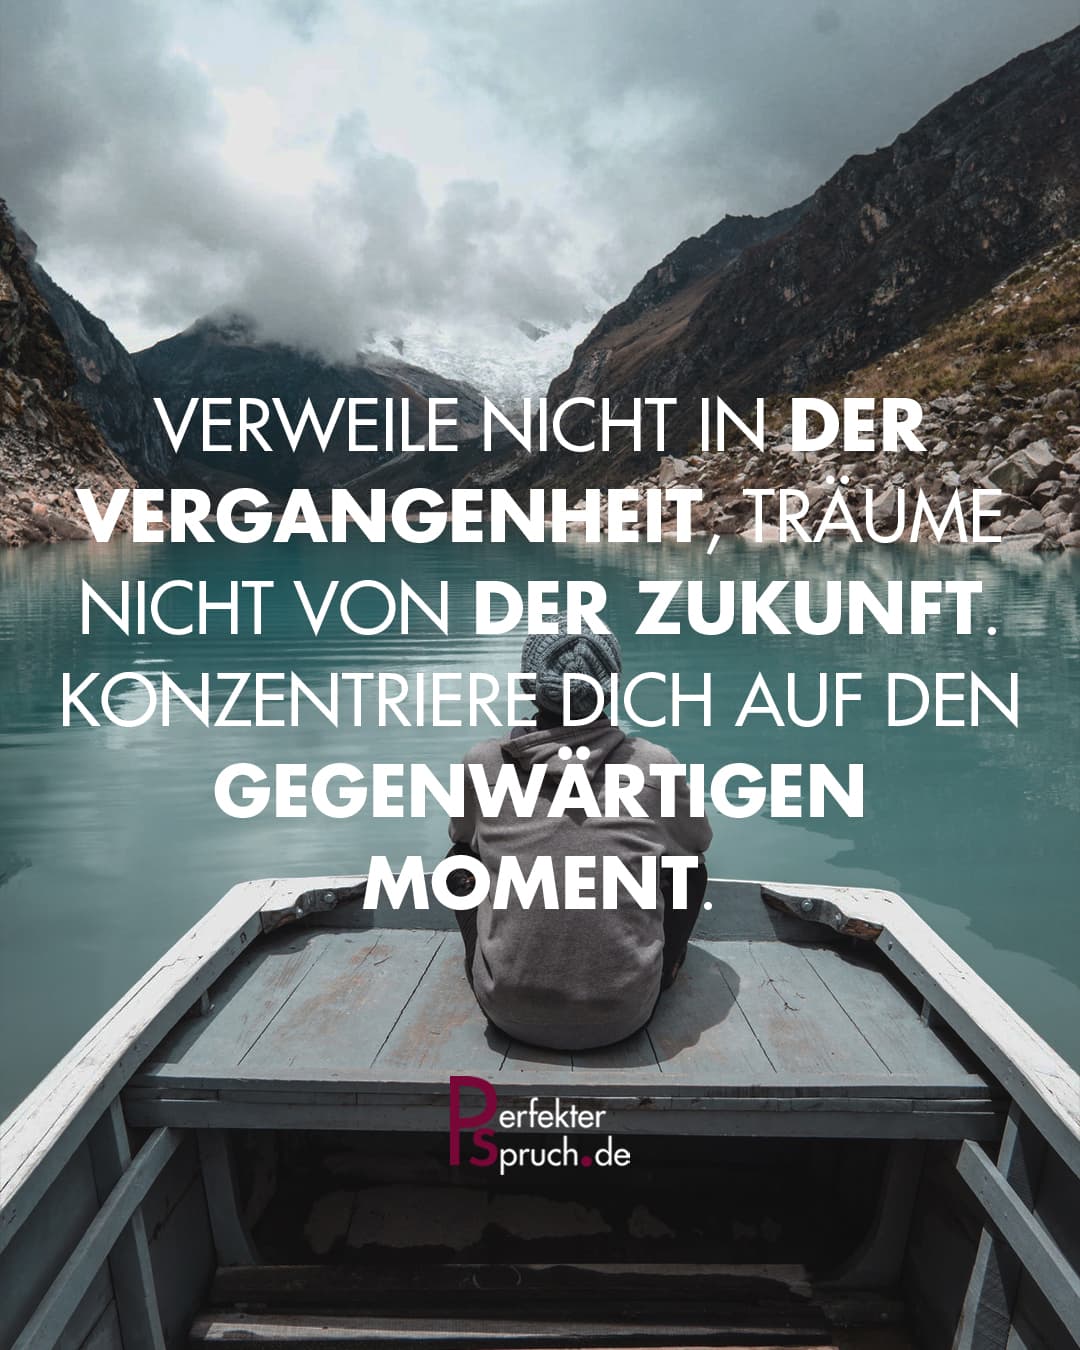 VERWEILE NICHT IN DER
VERGANGENHEIT, TRÄUME
NICHT VON DER ZUKUNFT.
KONZENTRIERE DICH AUF DEN
GEGENWÄRTIGEN
MOMENT.
Perfekter
Spruch.de